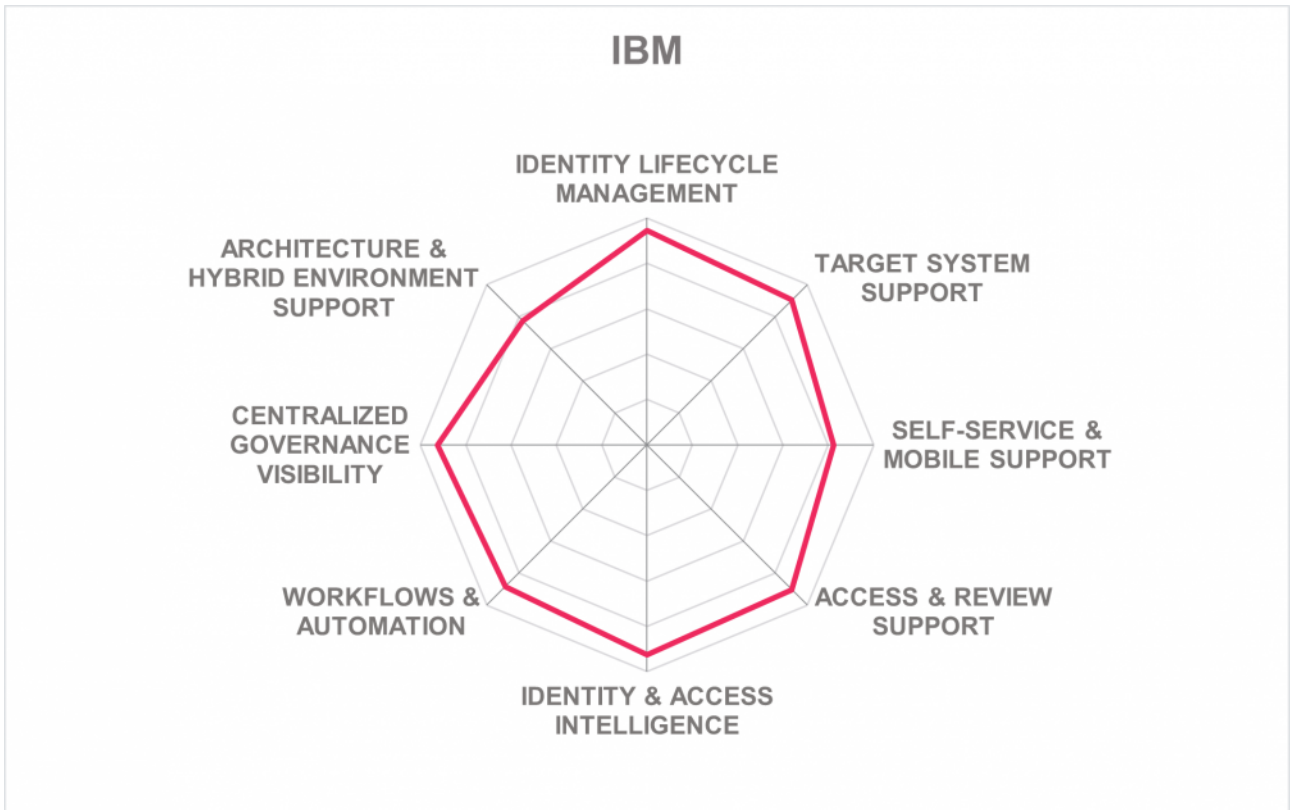 IBM
IDENTITY LIFECYCLE
MANAGEMENT
TARGET SYSTEM
SUPPORT
SELF-SERVICE &
MOBILE SUPPORT
ACCESS & REVIEW
SUPPORT
IDENTITY & ACCESS
INTELLIGENCE
WORKFLOWS &
AUTOMATION
CENTRALIZED
GOVERNANCE
VISIBILITY
ARCHITECTURE &
HYBRID ENVIRONMENT
SUPPORT